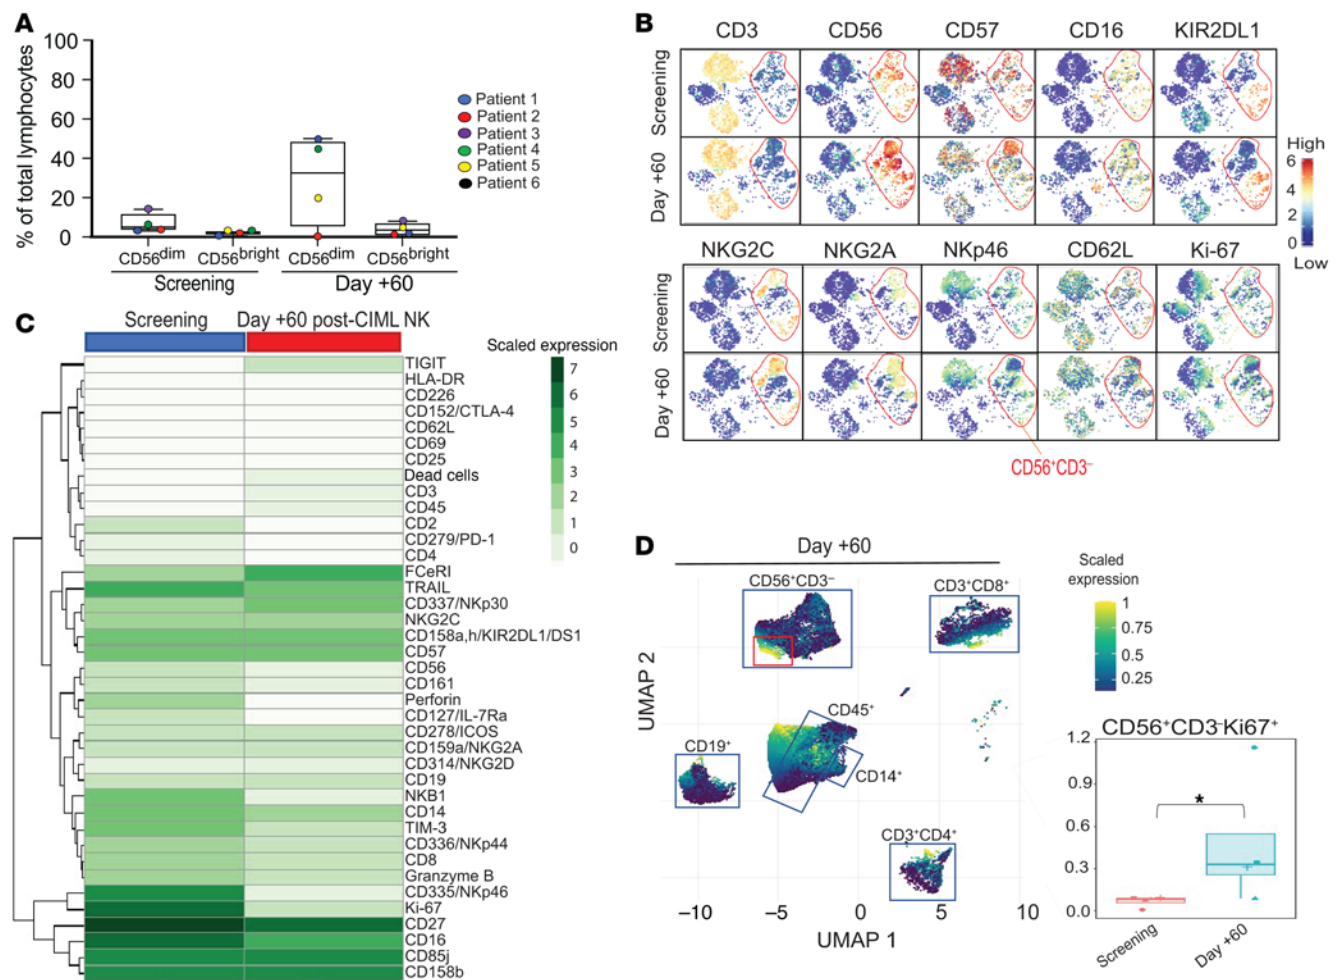 A
% of total lymphocytes
100
80
60
40
20
0
CD56dim
CD56bright
CD56dim
CD56bright
Screening
Day +60
Patient 1
Patient 2
Patient 3
Patient 4
Patient 5
Patient 6
B
CD3
CD56
CD57
CD16
KIR2DL1
Screening
Day +60
High
6
4
2
0
Low
NKG2C
NKG2A
NKp46
CD62L
Ki-67
Screening
Day +60
CD56+CD3–
C
Screening
Day +60 post-CIML NK
Scaled expression
7
6
5
4
3
2
1
0
TIGIT
HLA-DR
CD226
CD152/CTLA-4
CD62L
CD69
CD25
Dead cells
CD3
CD45
CD2
CD279/PD-1
CD4
FCeRI
TRAIL
CD337/NKp30
NKG2C
CD158a,h/KIR2DL1/DS1
CD57
CD56
CD161
Perforin
CD127/IL-7Ra
CD278/ICOS
CD159a/NKG2A
CD314/NKG2D
CD19
NKB1
CD14
TIM-3
CD336/NKp44
CD8
Granzyme B
CD335/NKp46
Ki-67
CD27
CD16
CD85j
CD158b
D
Day +60
CD56+CD3–
CD3+CD8+
CD45+
CD19+
CD14+
CD3+CD4+
UMAP 2
−10
−5
0
5
10
UMAP 1
Scaled
expression
1
0.75
0.5
0.25
CD56+CD3–Ki67+
1.2
0.9
0.6
0.3
0.0
*
Screening
Day +60